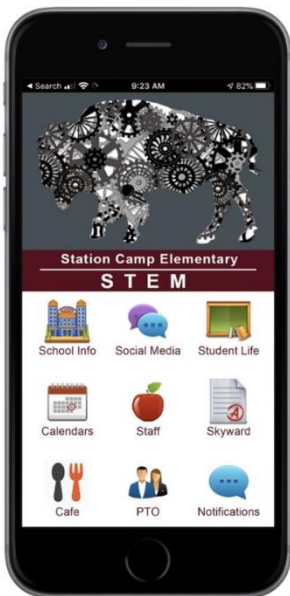 Search 9:23 AM 82%
Station Camp Elementary
STEM
School Info Social Media Student Life
Calendars Staff Skyward
Cafe PTO Notifications